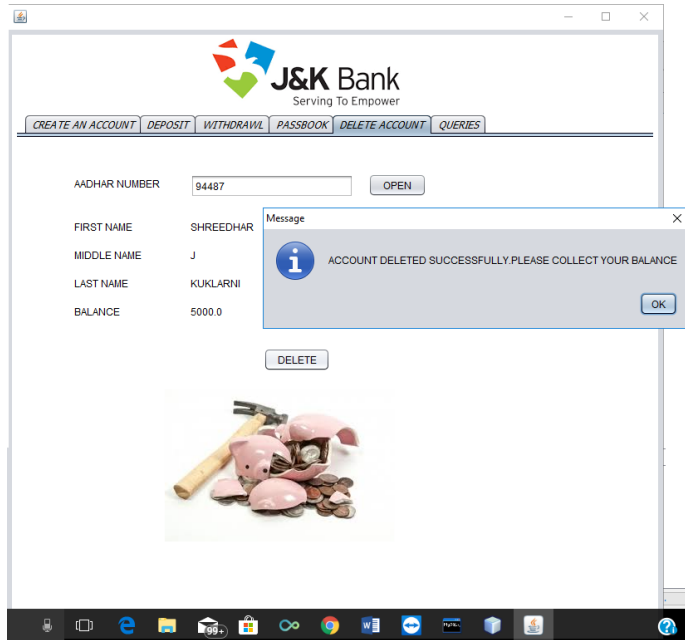 J&K Bank
Serving To Empower
CREATE AN ACCOUNT DEPOSIT WITHDRAWL PASSBOOK DELETE ACCOUNT QUERIES
AADHAR NUMBER 94487 OPEN
FIRST NAME SHREEDHAR
MIDDLE NAME J
LAST NAME KUKLARNI
BALANCE 5000.0
Message
ACCOUNT DELETED SUCCESSFULLY.PLEASE COLLECT YOUR BALANCE
OK
DELETE
99+
MySQL